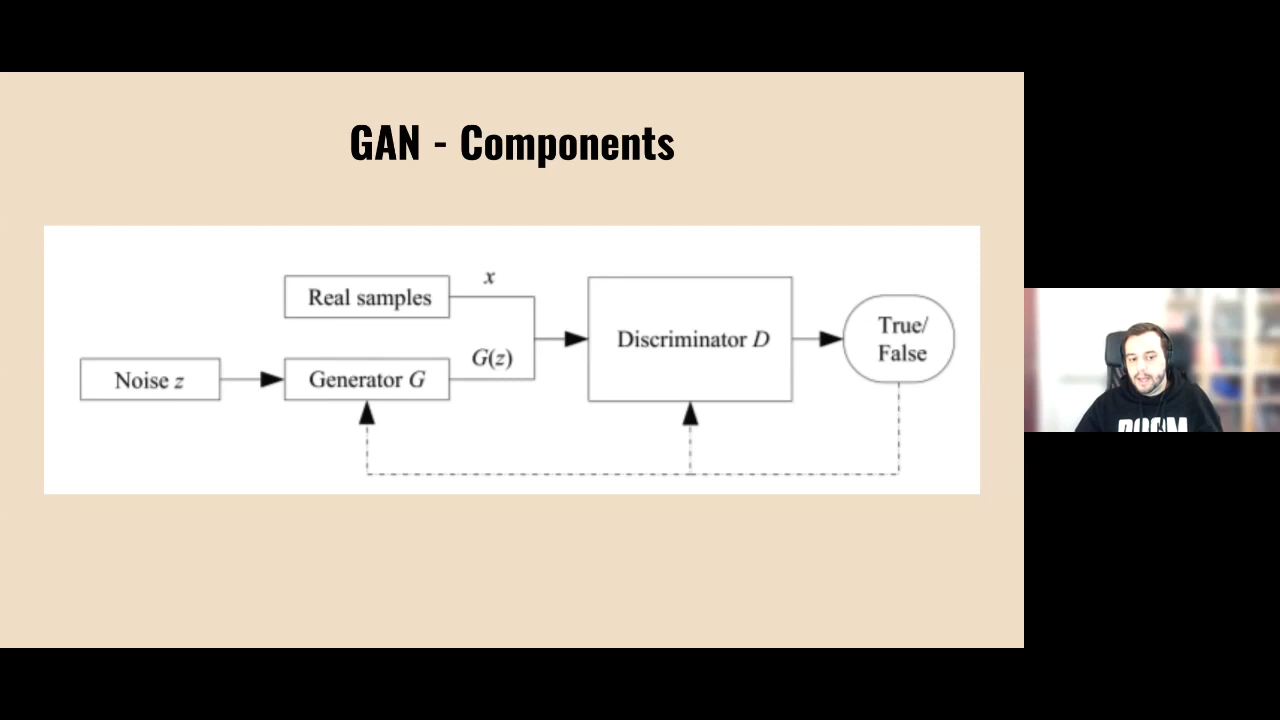 GAN - Components
Real samples
x
Noise z
Generator G
G(z)
Discriminator D
True/
False